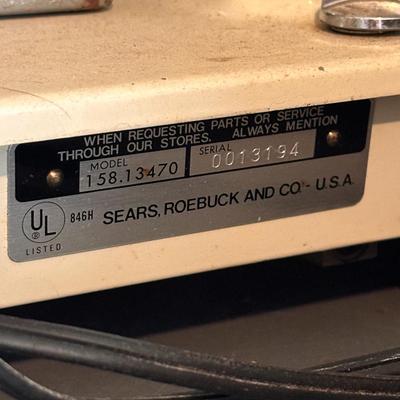 WHEN REQUESTING PARTS OR SERVICE
THROUGH OUR STORES, ALWAYS MENTION
MODEL
158.13470
SERIAL
0013194
UL
®
LISTED
846H
SEARS, ROEBUCK AND CO.- U.S.A.